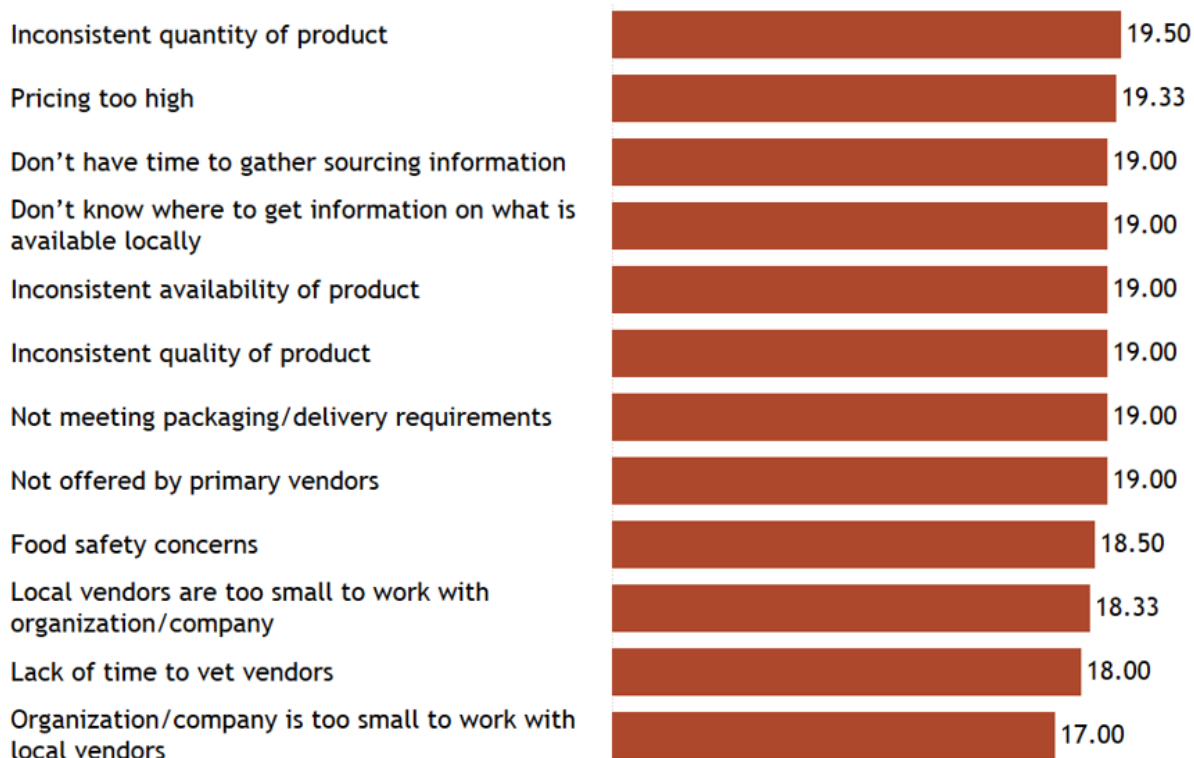 Inconsistent quantity of product 19.50
Pricing too high 19.33
Don’t have time to gather sourcing information 19.00
Don’t know where to get information on what is
available locally 19.00
Inconsistent availability of product 19.00
Inconsistent quality of product 19.00
Not meeting packaging/delivery requirements 19.00
Not offered by primary vendors 19.00
Food safety concerns 18.50
Local vendors are too small to work with
organization/company 18.33
Lack of time to vet vendors 18.00
Organization/company is too small to work with
local vendors 17.00